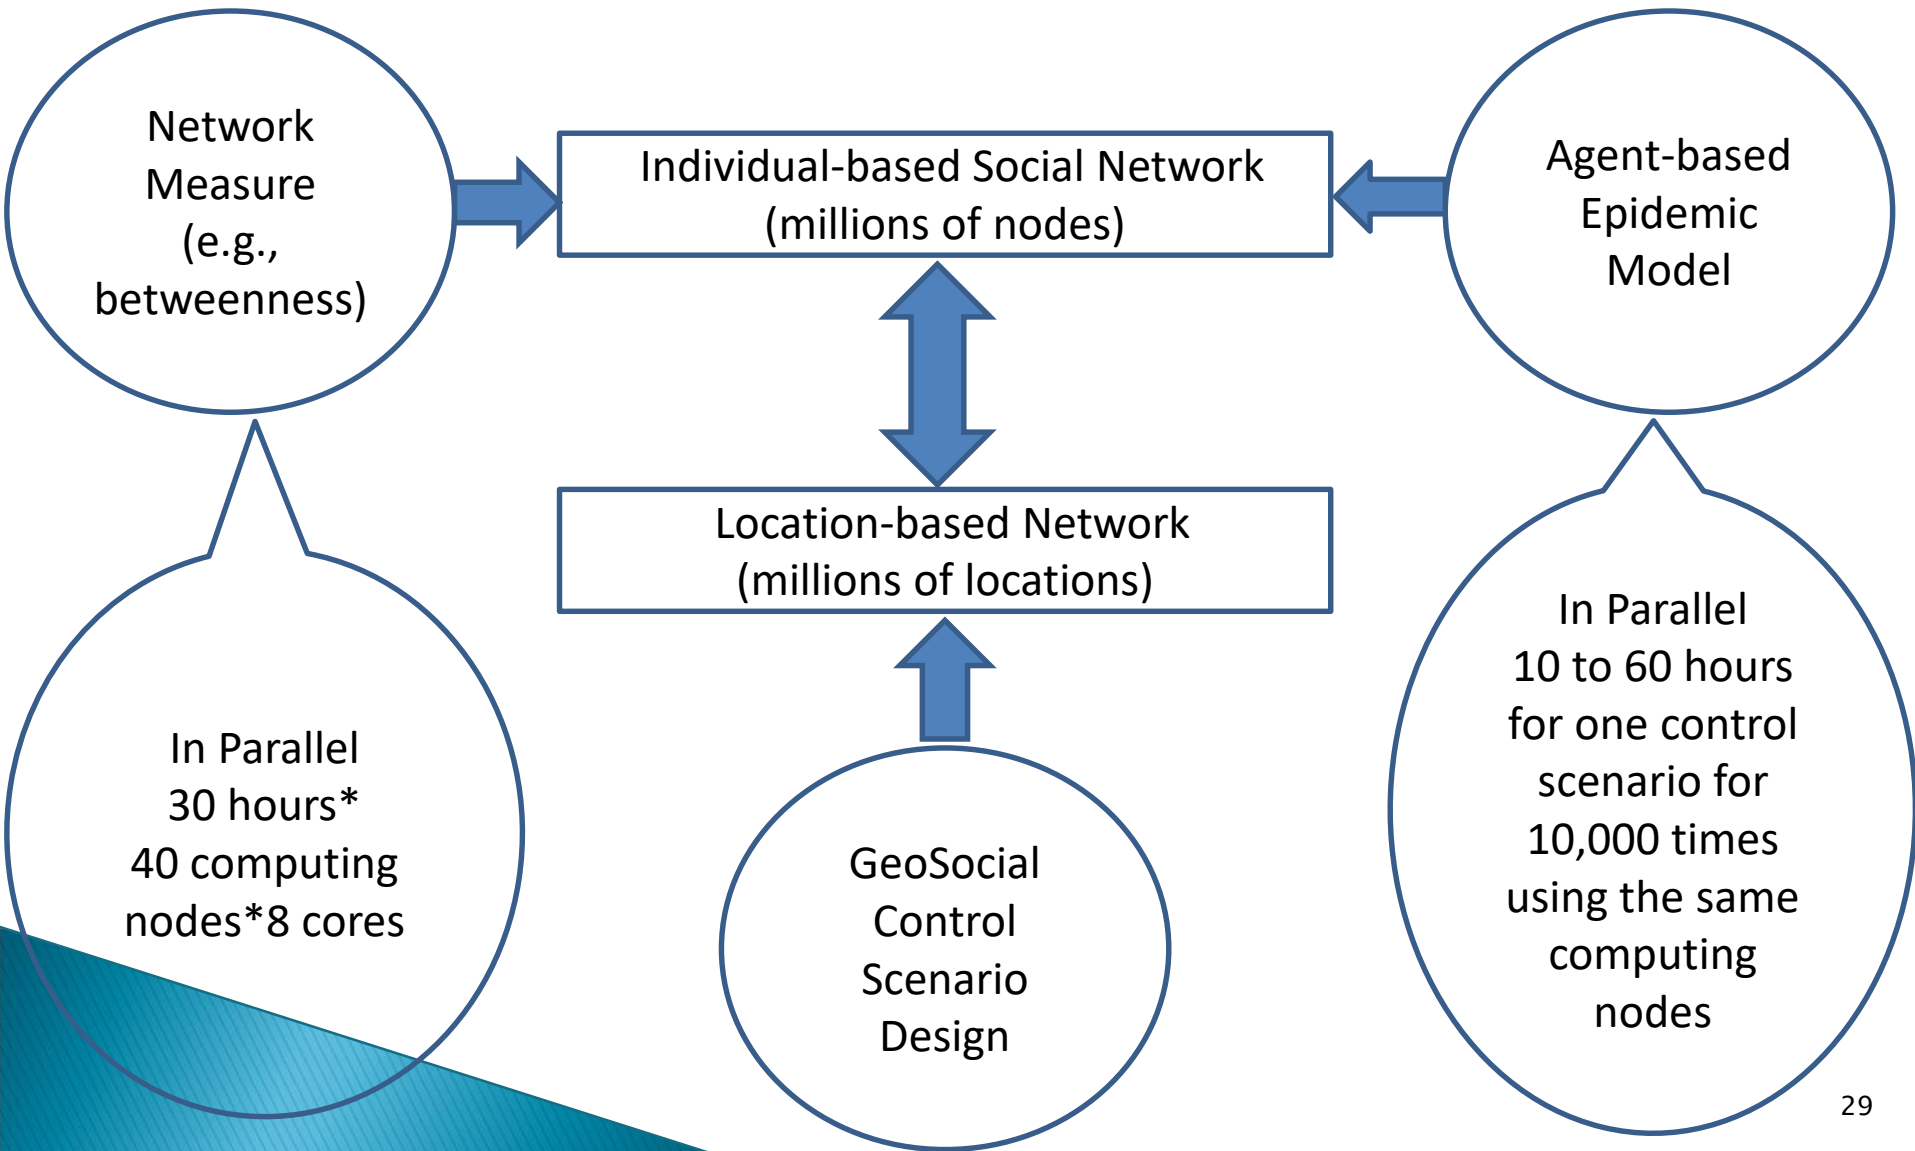 Network
Measure
(e.g.,
betweenness)
Individual-based Social Network
(millions of nodes)
Agent-based
Epidemic
Model
Location-based Network
(millions of locations)
In Parallel
30 hours*
40 computing
nodes*8 cores
GeoSocial
Control
Scenario
Design
In Parallel
10 to 60 hours
for one control
scenario for
10,000 times
using the same
computing
nodes
29